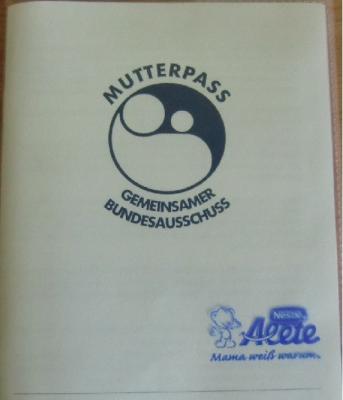 MUTTERPASS
GEMEINSAMER
BUNDESAUSSCHUSS
Nestlé
Alete
Mama weiß warum.